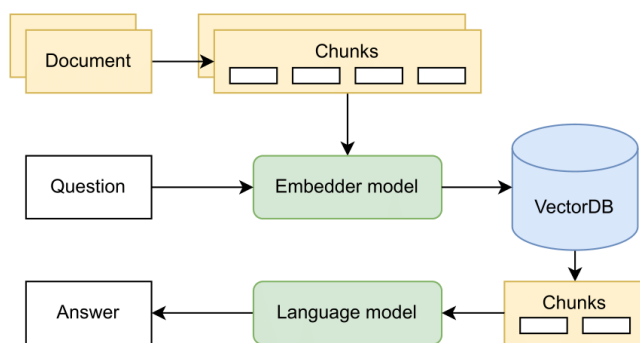 Document
Chunks
Question
Embedder model
VectorDB
Answer
Language model
Chunks